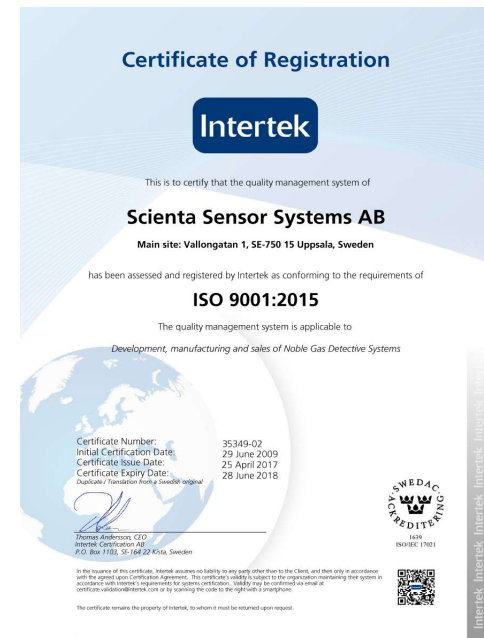 Certificate of Registration
Intertek
This is to certify that the quality management system of
Scienta Sensor Systems AB
Main site: Vallongatan 1, SE-750 15 Uppsala, Sweden
has been assessed and registered by Intertek as conforming to the requirements of
ISO 9001:2015
The quality management system is applicable to
Development, manufacturing and sales of Noble Gas Detective Systems
Certificate Number: 35349-02
Initial Certification Date: 29 June 2009
Certificate Issue Date: 25 April 2017
Certificate Expiry Date: 28 June 2018
Duplicate / Translation from a Swedish original
Thomas Andersson, CEO
Intertek Certification AB
P.O. Box 1103, SE-164 22 Kista, Sweden
SWEDAC
ACKREDITERING
1639
ISO/IEC 17021
In the issuance of this certificate, Intertek assumes no liability to any party other than to the Client, and then only in accordance
with the agreed upon Certification Agreement. This certificate's validity is subject to the organization maintaining their system in
accordance with Intertek's requirements for systems certification. Validity may be confirmed via email at
certificate.validation@intertek.com or by scanning the code to the right with a smartphone.
The certificate remains the property of Intertek, to whom it must be returned upon request.
Intertek Intertek Intertek Intertek Intertek Intertek